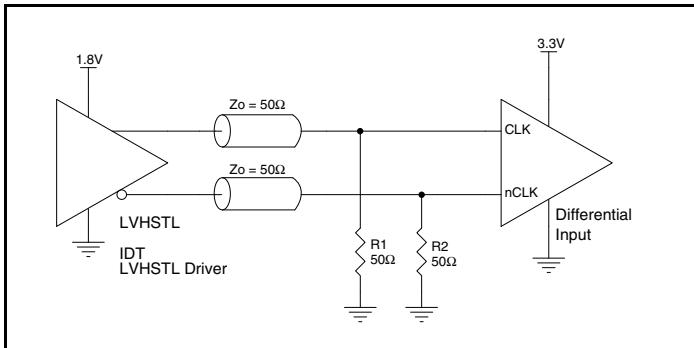 1.8V
3.3V
Zo = 50Ω
CLK
Zo = 50Ω
nCLK
LVHSTL
IDT
LVHSTL Driver
R1
50Ω
R2
50Ω
Differential
Input